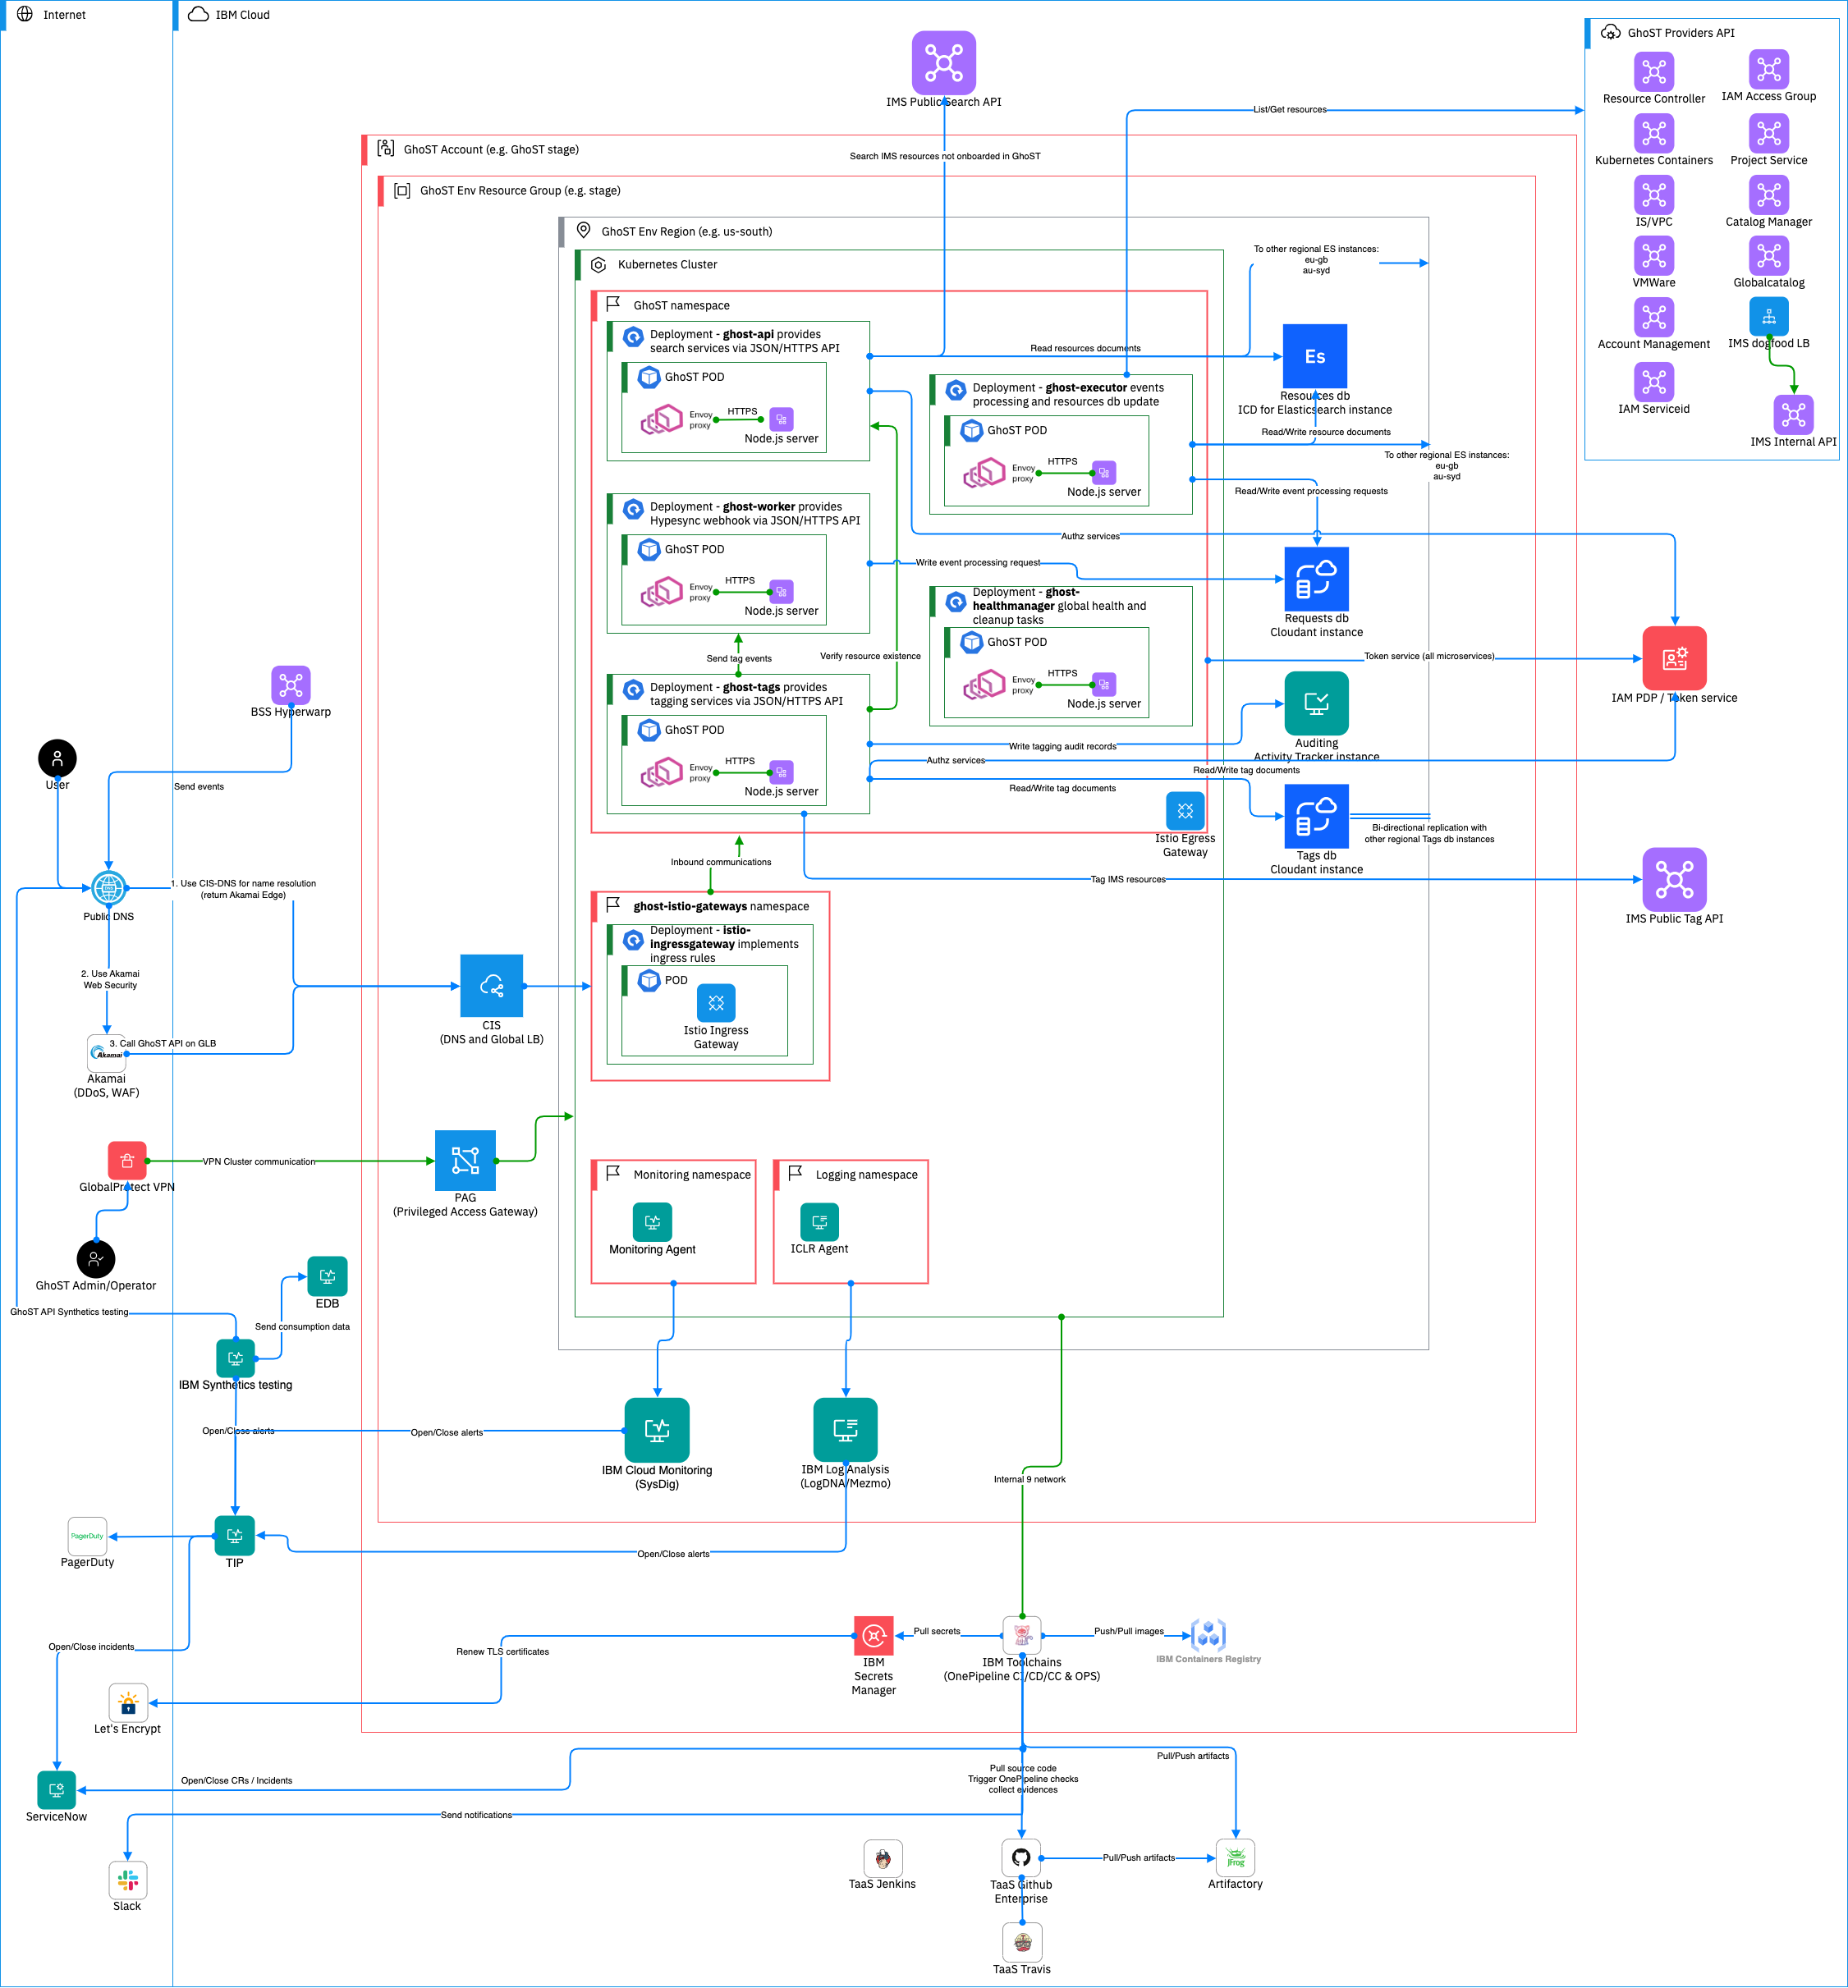 Internet
IBM Cloud
GhoST Providers API
Resource Controller
IAM Access Group
Kubernetes Containers
Project Service
IS/VPC
Catalog Manager
VMWare
Globalcatalog
Account Management
IMS dogfood LB
IAM Serviceid
IMS Internal API
IMS Public Search API
List/Get resources
GhoST Account (e.g. GhoST stage)
Search IMS resources not onboarded in GhoST
GhoST Env Resource Group (e.g. stage)
GhoST Env Region (e.g. us-south)
Kubernetes Cluster
To other regional ES instances:
eu-gb
au-syd
GhoST namespace
Deployment - ghost-api provides
search services via JSON/HTTPS API
GhoST POD
Envoy
proxy
HTTPS
Node.js server
Read resources documents
Es
Resources db
ICD for Elasticsearch instance
Deployment - ghost-executor events
processing and resources db update
GhoST POD
Envoy
proxy
HTTPS
Node.js server
Read/Write resource documents
To other regional ES instances:
eu-gb
au-syd
Read/Write event processing requests
Deployment - ghost-worker provides
Hypesync webhook via JSON/HTTPS API
GhoST POD
Envoy
proxy
HTTPS
Node.js server
Authz services
Write event processing request
Requests db
Cloudant instance
Deployment - ghost-
healthmanager global health and
cleanup tasks
GhoST POD
Envoy
proxy
HTTPS
Node.js server
Send tag events
Verify resource existence
Token service (all microservices)
IAM PDP / Token service
Deployment - ghost-tags provides
tagging services via JSON/HTTPS API
GhoST POD
Envoy
proxy
HTTPS
Node.js server
Write tagging audit records
Auditing
Activity Tracker instance
Authz services
Read/Write tag documents
Read/Write tag documents
Istio Egress
Gateway
Tags db
Cloudant instance
Bi-directional replication with
other regional Tags db instances
Tag IMS resources
IMS Public Tag API
BSS Hyperwarp
User
Send events
Public DNS
1. Use CIS-DNS for name resolution
(return Akamai Edge)
Inbound communications
ghost-istio-gateways namespace
Deployment - istio-
ingressgateway implements
ingress rules
POD
Istio Ingress
Gateway
2. Use Akamai
Web Security
CIS
(DNS and Global LB)
3. Call GhoST API on GLB
Akamai
Akamai
(DDoS, WAF)
GlobalProtect VPN
VPN Cluster communication
PAG
(Privileged Access Gateway)
Monitoring namespace
Monitoring Agent
Logging namespace
ICLR Agent
GhoST Admin/Operator
EDB
GhoST API Synthetics testing
Send consumption data
IBM Synthetics testing
Open/Close alerts
Open/Close alerts
IBM Cloud Monitoring
(SysDig)
IBM Log Analysis
(LogDNA/Mezmo)
Internal 9 network
PagerDuty
PagerDuty
TIP
Open/Close alerts
Open/Close incidents
Renew TLS certificates
Pull secrets
Push/Pull images
IBM
Secrets
Manager
IBM Toolchains
(OnePipeline CI/CD/CC & OPS)
IBM Containers Registry
Let's Encrypt
Pull source code
Trigger OnePipeline checks
collect evidences
Pull/Push artifacts
Open/Close CRs / Incidents
ServiceNow
Send notifications
Slack
TaaS Jenkins
TaaS Github
Enterprise
Pull/Push artifacts
JFrog
Artifactory
TaaS Travis